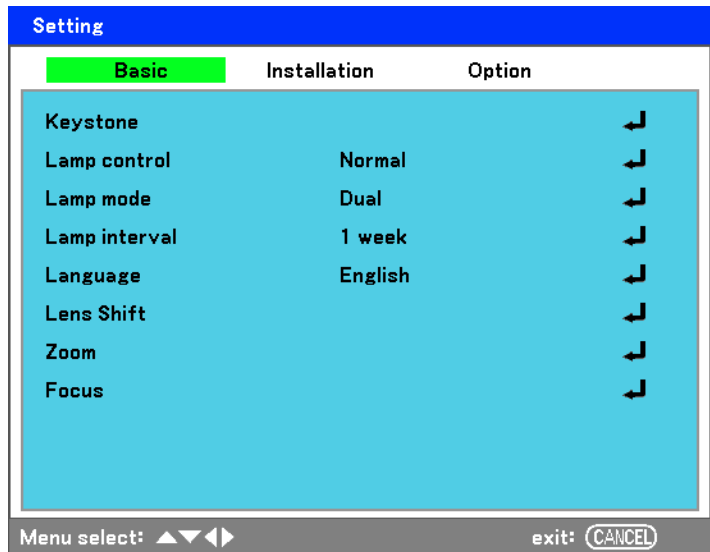 Setting
Basic Installation Option
Keystone
Lamp control Normal
Lamp mode Dual
Lamp interval 1 week
Language English
Lens Shift
Zoom
Focus
Menu select: ▲▼◀▶ exit: CANCEL